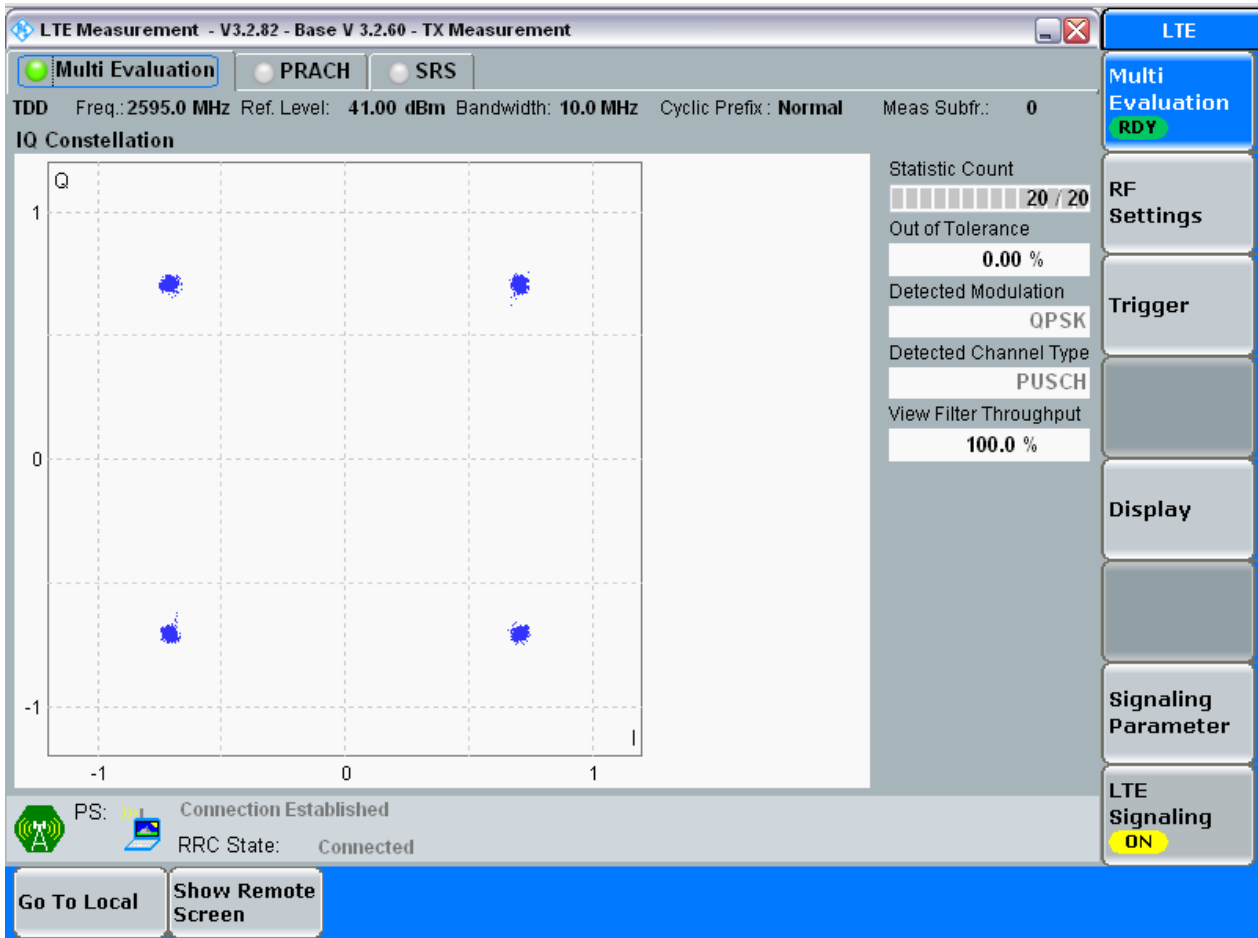 LTE Measurement - V3.2.82 - Base V 3.2.60 - TX Measurement
LTE
Multi Evaluation PRACH SRS
Multi
Evaluation
RDY
TDD Freq.: 2595.0 MHz Ref. Level: 41.00 dBm Bandwidth: 10.0 MHz Cyclic Prefix : Normal Meas Subfr.: 0
IQ Constellation
Q
1
0
-1
I
-1 0 1
Statistic Count
20 / 20
Out of Tolerance
0.00 %
Detected Modulation
QPSK
Detected Channel Type
PUSCH
View Filter Throughput
100.0 %
RF
Settings
Trigger
Display
Signaling
Parameter
LTE
Signaling
ON
PS: Connection Established
RRC State: Connected
Go To Local
Show Remote
Screen